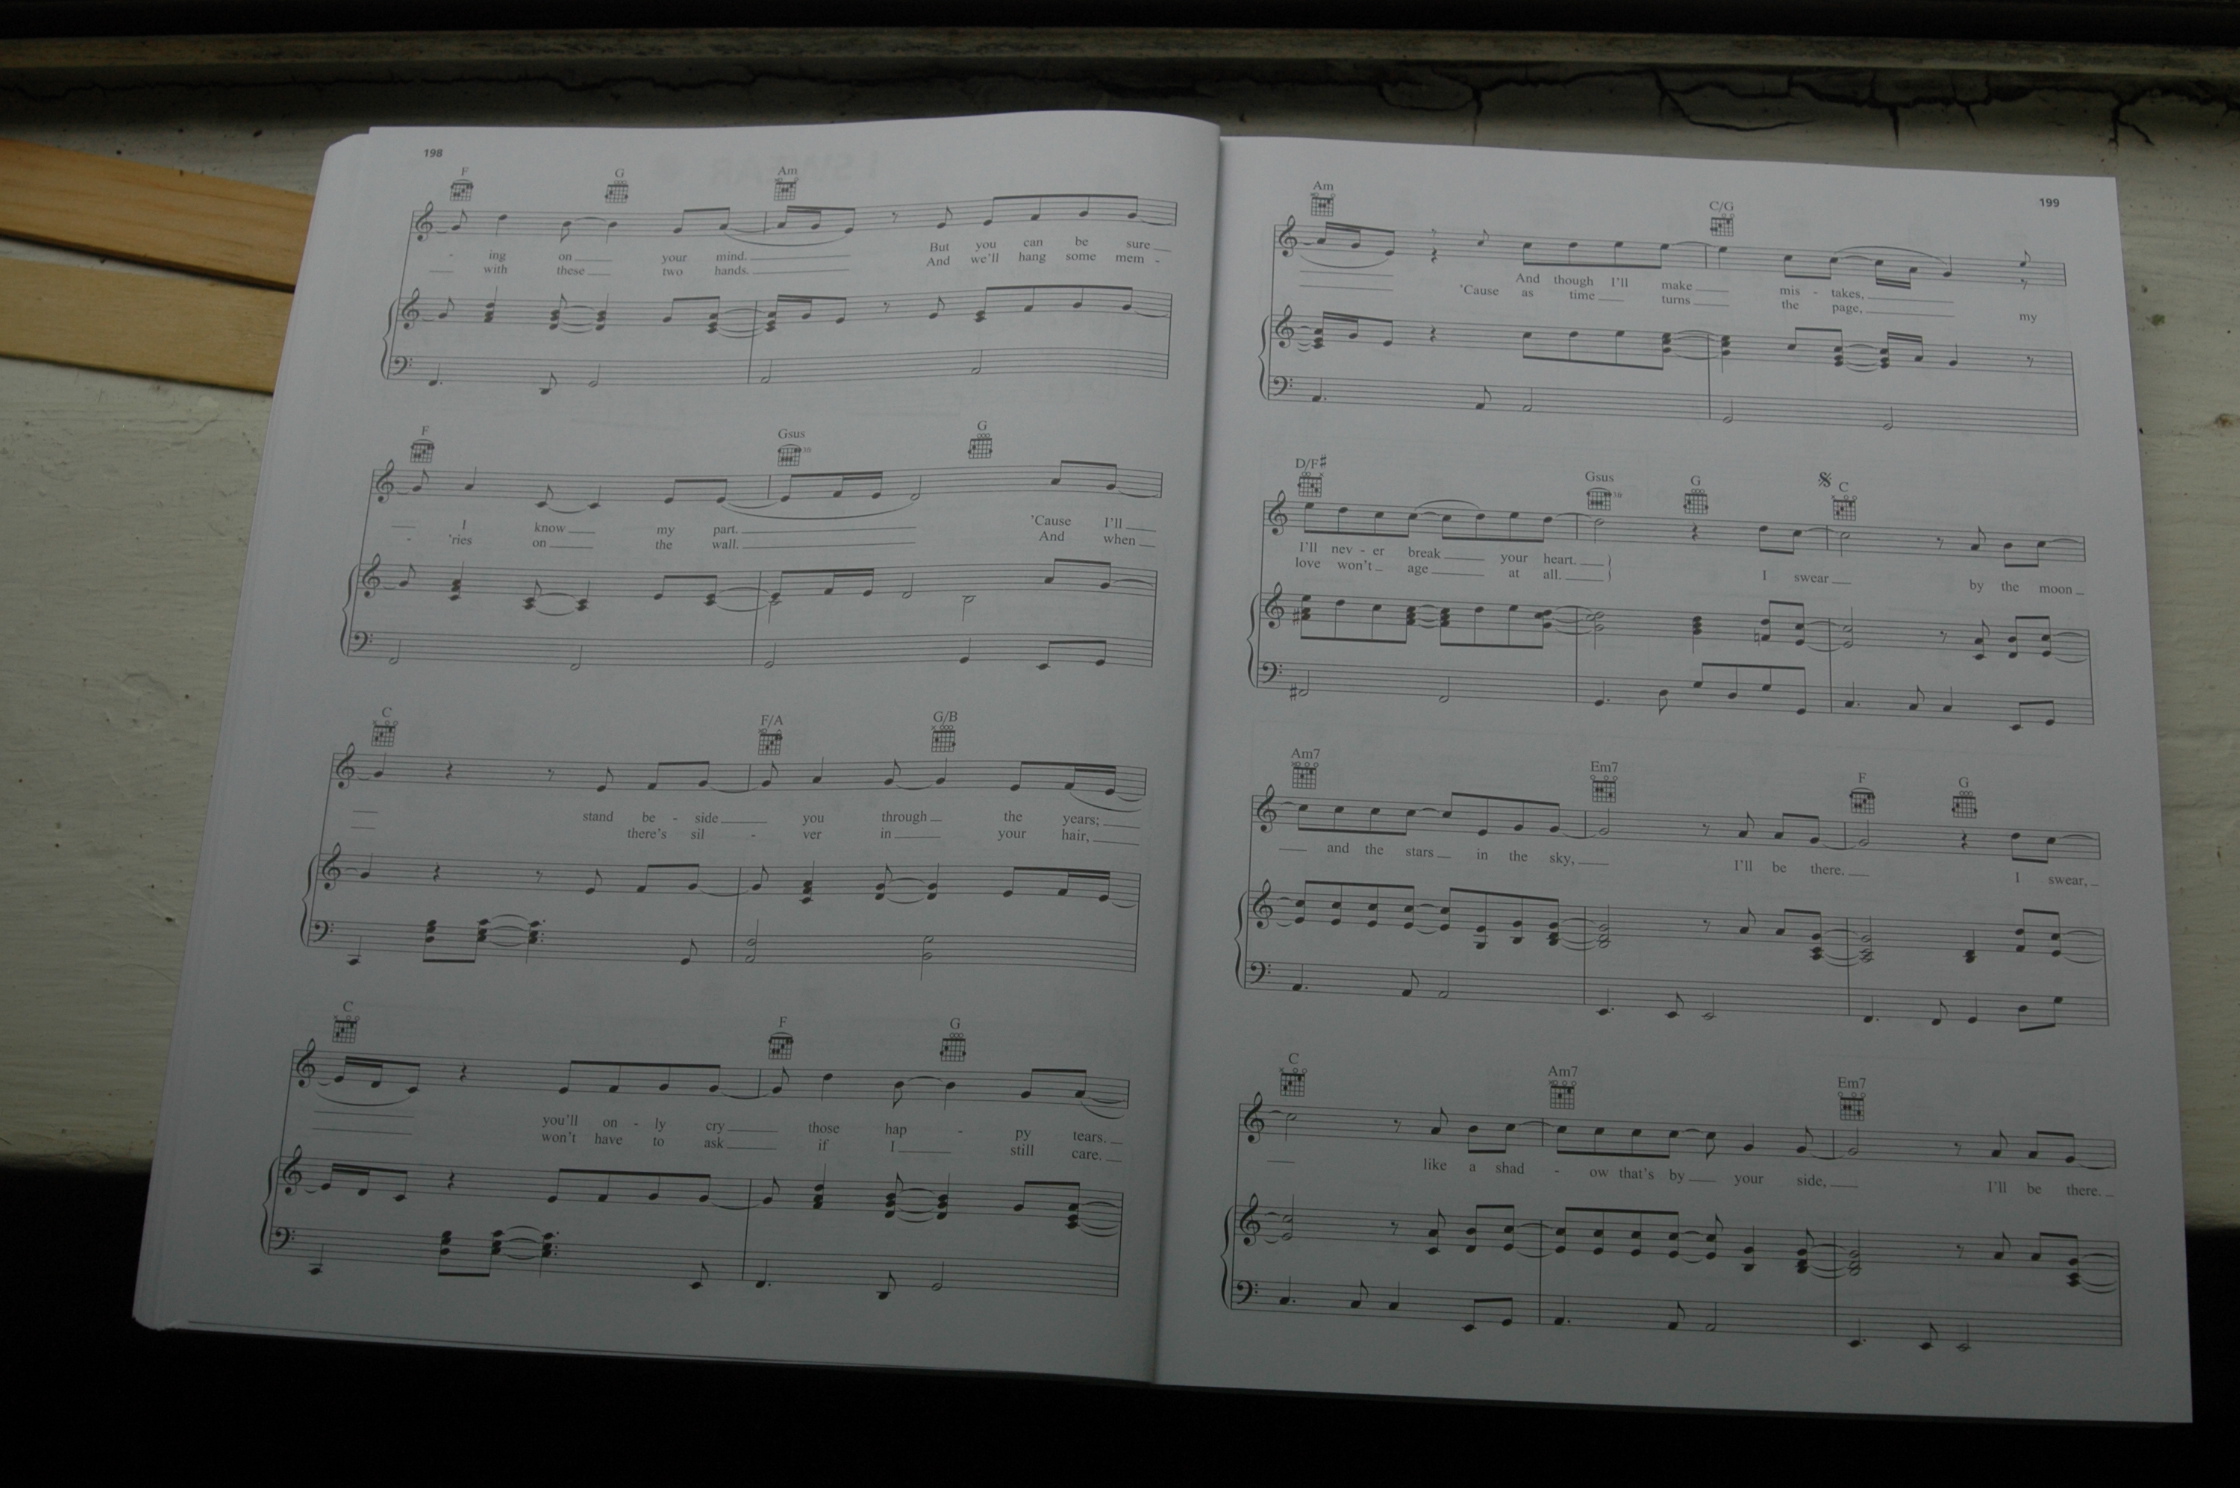 198
F G Am
- ing on your mind. But you can be sure
with these two hands. And we'll hang some mem -
F Gsus G
I know my part. 'Cause I'll
- 'ries on the wall. And when
C F/A G/B
stand be - side you through the years;
there's sil - ver in your hair,
C F G
you'll on - ly cry those hap - py tears.
won't have to ask if I still care.
199
Am C/G
And though I'll make mis - takes,
'Cause as time turns the page, my
D/F# Gsus G C
I'll nev - er break your heart.
love won't age at all. I swear by the moon
Am7 Em7 F G
and the stars in the sky, I'll be there. I swear,
C Am7 Em7
like a shad - ow that's by your side, I'll be there.